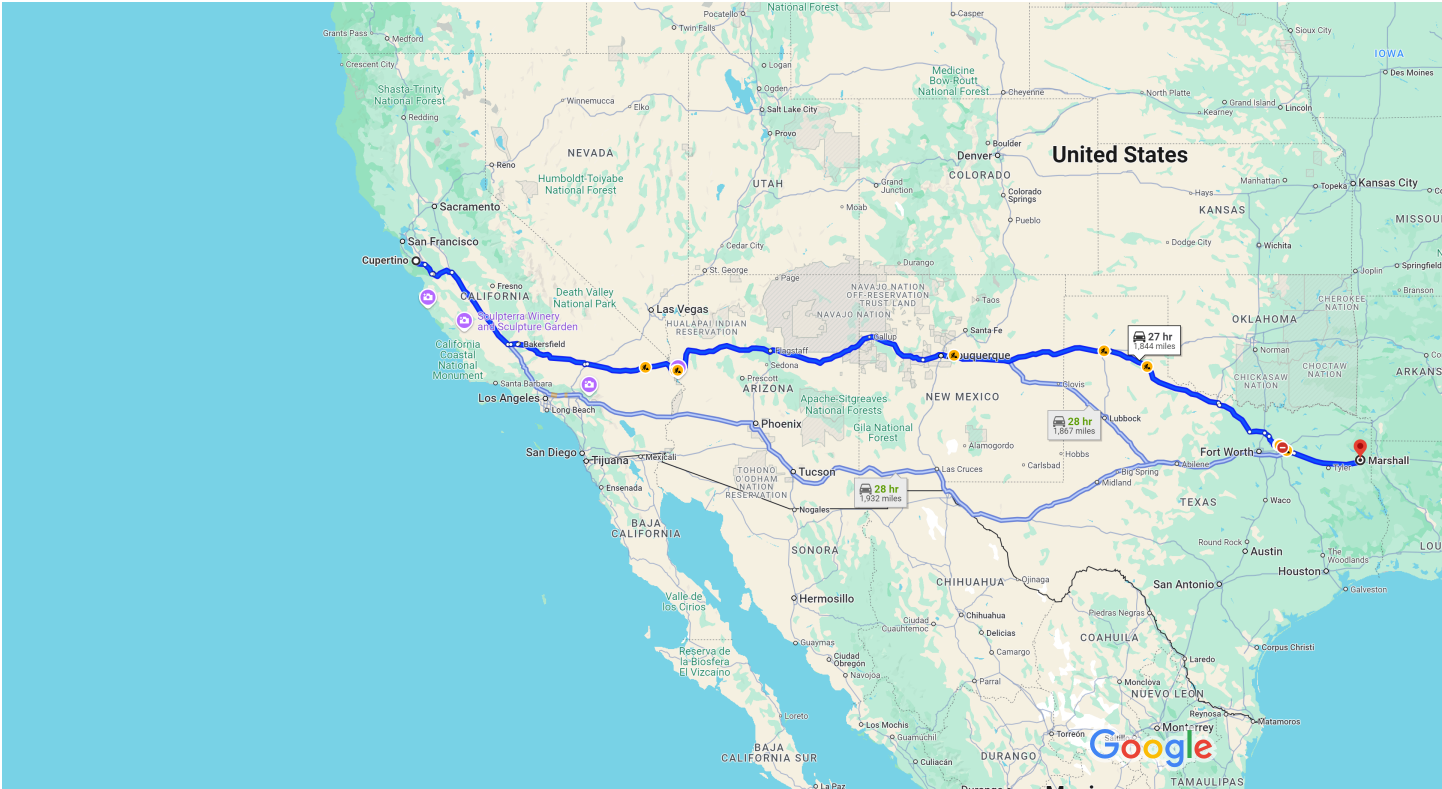 National Forest
Pocatello
Casper
Grants Pass
Medford
Twin Falls
Sioux City
IOWA
Crescent City
Logan
Des Moines
Shasta-Trinity
National Forest
Ogden
Medicine
Bow-Routt
National Forest
Cheyenne
North Platte
Grand Island
Lincoln
Kearney
Winnemucca
Elko
Salt Lake City
Redding
Provo
NEVADA
Boulder
Denver
United States
Reno
Humboldt-Toiyabe
National Forest
UTAH
Grand
Junction
COLORADO
Colorado
Springs
Hays
Manhattan
Topeka
Kansas City
Sacramento
Moab
Pueblo
KANSAS
MISSOU
San Francisco
Cedar City
Dodge City
Wichita
Cupertino
St. George
Page
Durango
Joplin
Springfield
Fresno
CALIFORNIA
Death Valley
National Park
NAVAJO NATION
OFF-RESERVATION
TRUST LAND
NAVAJO NATION
Taos
CHEROKEE
NATION
Branson
Las Vegas
Sculpterra Winery
and Sculpture Garden
HUALAPAI INDIAN
RESERVATION
Gallup
Santa Fe
OKLAHOMA
27 hr
1,844 miles
California
Coastal
National
Monument
Bakersfield
Flagstaff
Sedona
uquerque
Norman
Santa Barbara
Prescott
ARIZONA
Clovis
CHICKASAW
NATION
CHOCTAW
NATION
ARKANS
Los Angeles
Long Beach
Apache-Sitgreaves
National Forests
NEW MEXICO
28 hr
1,867 miles
Lubbock
Phoenix
Gila National
Forest
Alamogordo
Hobbs
San Diego
Tijuana
Mexicali
Carlsbad
Fort Worth
Marshall
TOHONO
O'ODHAM
NATION
RESERVATION
Tucson
Las Cruces
Big Spring
Abilene
Tyler
Midland
Ensenada
28 hr
1,932 miles
Waco
TEXAS
Nogales
BAJA
CALIFORNIA
SONORA
Round Rock
Austin
The
Woodlands
LOU
Houston
CHIHUAHUA
Ojinaga
San Antonio
Galveston
Valle de
los Cirios
Hermosillo
Chihuahua
Piedras Negras
Ciudad
Cuauhtemoc
Delicias
COAHUILA
Guaymas
Camargo
Corpus Christi
Reserva de
la Biosfera
El Vizcaíno
Ciudad
Obregón
Navojoa
Laredo
Parral
Monclova
NUEVO LEON
Loreto
Reynosa
Matamoros
Los Mochis
Guamúchil
Torreón
Monterrey
Google
BAJA
CALIFORNIA SUR
Culiacán
DURANGO
TAMAULIPAS
La Paz